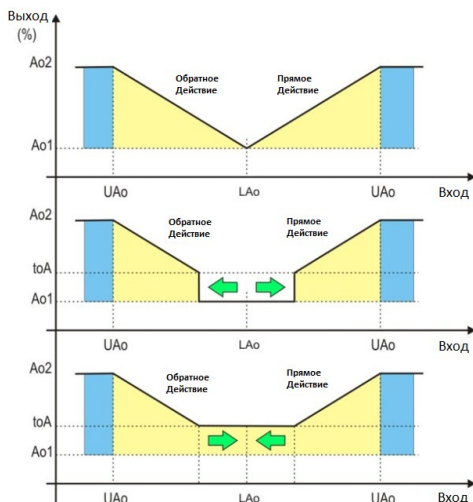 Выход
(%)
Ao2
Обратное
Действие
Прямое
Действие
Ao1
UAo
LAo
UAo
Вход
Ao2
Обратное
Действие
Прямое
Действие
toA
Ao1
UAo
LAo
UAo
Вход
Ao2
Обратное
Действие
Прямое
Действие
toA
Ao1
UAo
LAo
UAo
Вход